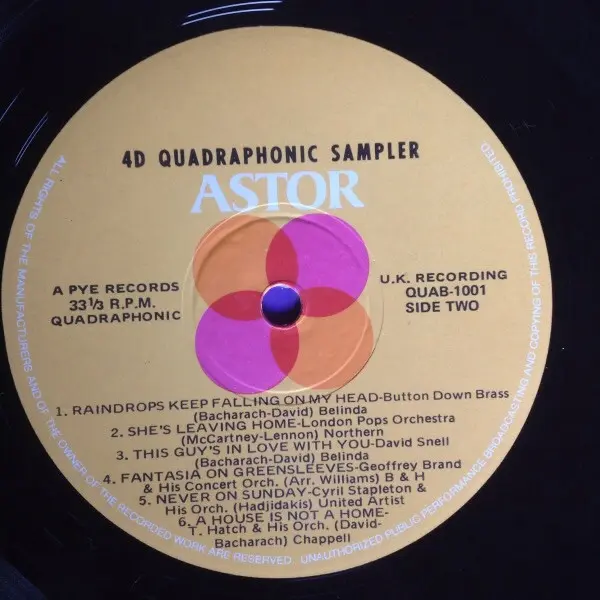 4D QUADRAPHONIC SAMPLER
ASTOR
A PYE RECORDS
33⅓ R.P.M.
QUADRAPHONIC
U.K. RECORDING
QUAB-1001
SIDE TWO
1. RAINDROPS KEEP FALLING ON MY HEAD-Button Down Brass
(Bacharach-David) Belinda
2. SHE'S LEAVING HOME-London Pops Orchestra
(McCartney-Lennon) Northern
3. THIS GUY'S IN LOVE WITH YOU-David Snell
(Bacharach-David) Belinda
4. FANTASIA ON GREENSLEEVES-Geoffrey Brand
& His Concert Orch. (Arr. Williams) B & H
5. NEVER ON SUNDAY-Cyril Stapleton &
His Orch. (Hadjidakis) United Artist
6. A HOUSE IS NOT A HOME-
T. Hatch & His Orch. (David-
Bacharach) Chappell
ALL RIGHTS OF THE MANUFACTURERS AND OF THE OWNER OF THE RECORDED WORK ARE RESERVED. UNAUTHORIZED PUBLIC PERFORMANCE BROADCASTING AND COPYING OF THIS RECORD PROHIBITED